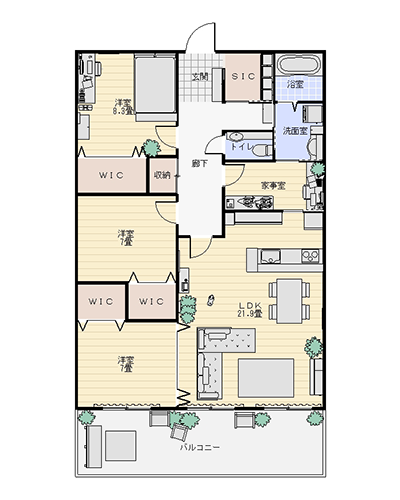 玄関
SIC
浴室
洋室
8.3畳
洗面室
トイレ
廊下
WIC
収納
家事室
洋室
7畳
WIC
WIC
LDK
21.9畳
洋室
7畳
バルコニー